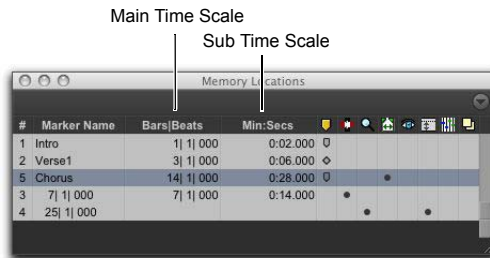 Main Time Scale
Sub Time Scale
Memory Locations
# Marker Name Bars|Beats Min:Secs
1 Intro 1| 1| 000 0:02.000
2 Verse1 3| 1| 000 0:06.000
5 Chorus 14| 1| 000 0:28.000
3 7| 1| 000 7| 1| 000 0:14.000
4 25| 1| 000